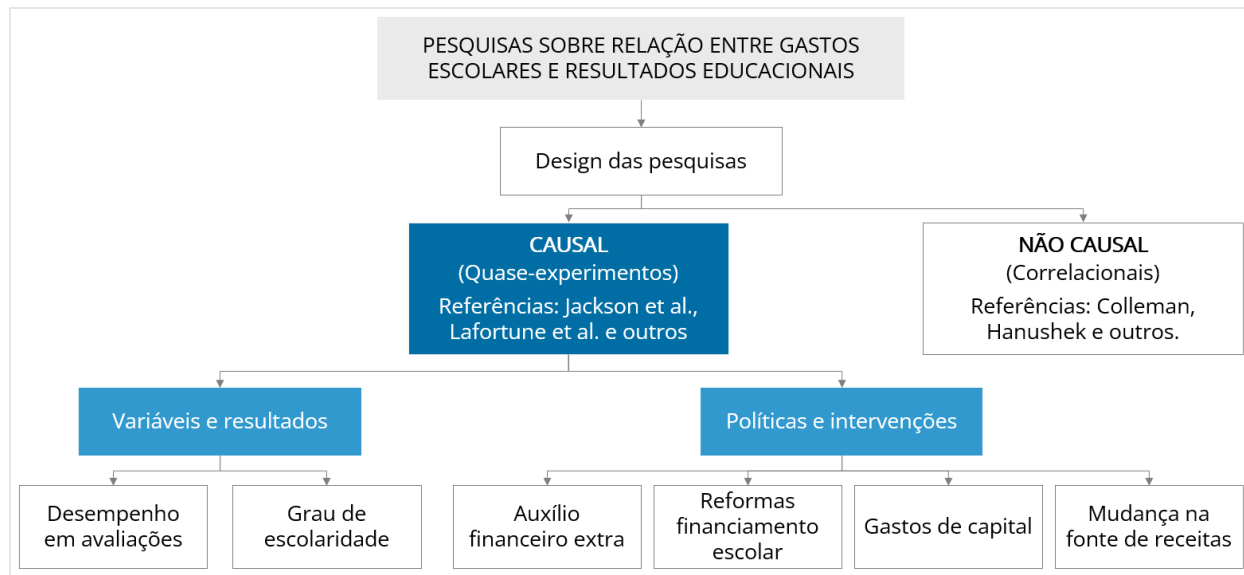 PESQUISAS SOBRE RELAÇÃO ENTRE GASTOS
ESCOLARES E RESULTADOS EDUCACIONAIS
Design das pesquisas
CAUSAL
(Quase-experimentos)
Referências: Jackson et al.,
Lafortune et al. e outros
NÃO CAUSAL
(Correlacionais)
Referências: Colleman,
Hanushek e outros.
Variáveis e resultados
Políticas e intervenções
Desempenho
em avaliações
Grau de
escolaridade
Auxílio
financeiro extra
Reformas
financiamento
escolar
Gastos de capital
Mudança na
fonte de receitas